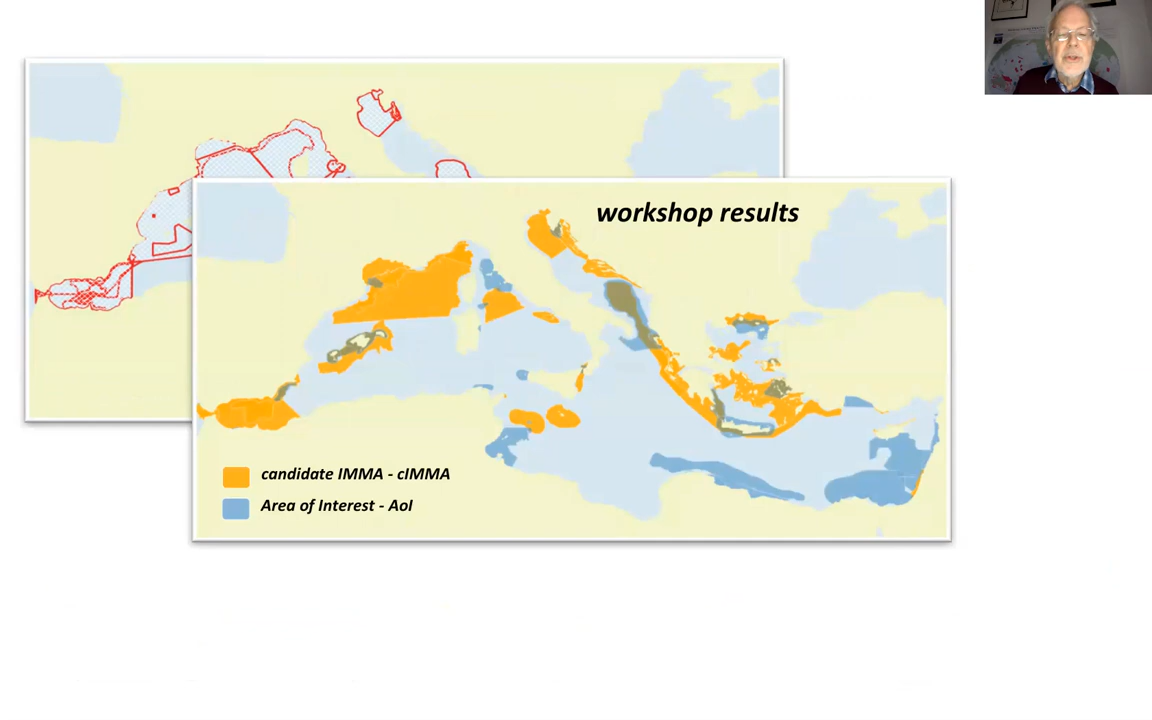 workshop results
candidate IMMA - cIMMA
Area of Interest - AoI